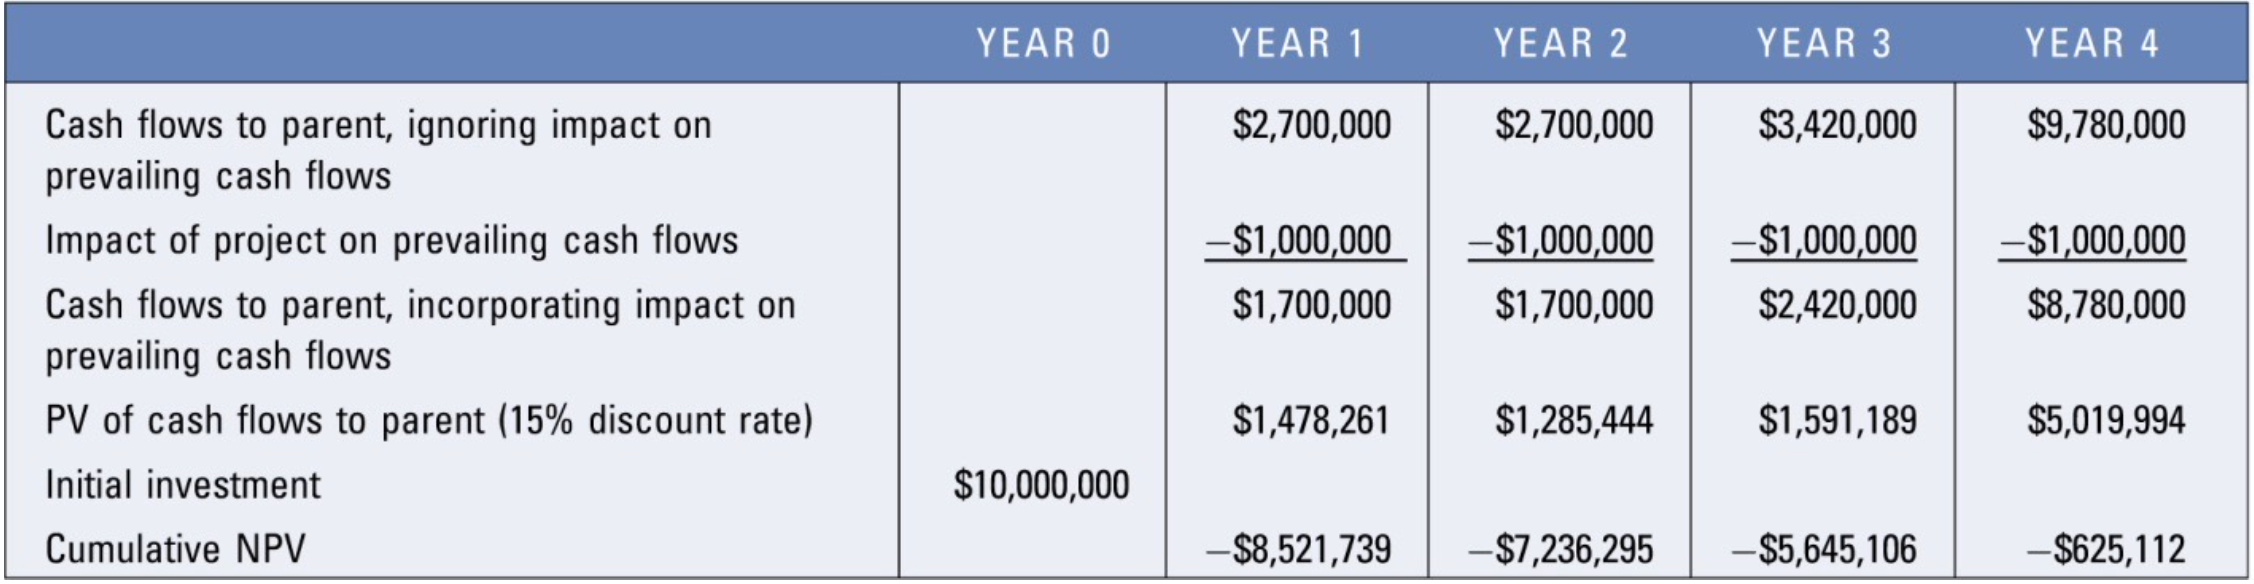 YEAR 0 YEAR 1 YEAR 2 YEAR 3 YEAR 4
Cash flows to parent, ignoring impact on $2,700,000 $2,700,000 $3,420,000 $9,780,000
prevailing cash flows
Impact of project on prevailing cash flows –$1,000,000 –$1,000,000 –$1,000,000 –$1,000,000
Cash flows to parent, incorporating impact on $1,700,000 $1,700,000 $2,420,000 $8,780,000
prevailing cash flows
PV of cash flows to parent (15% discount rate) $1,478,261 $1,285,444 $1,591,189 $5,019,994
Initial investment $10,000,000
Cumulative NPV –$8,521,739 –$7,236,295 –$5,645,106 –$625,112